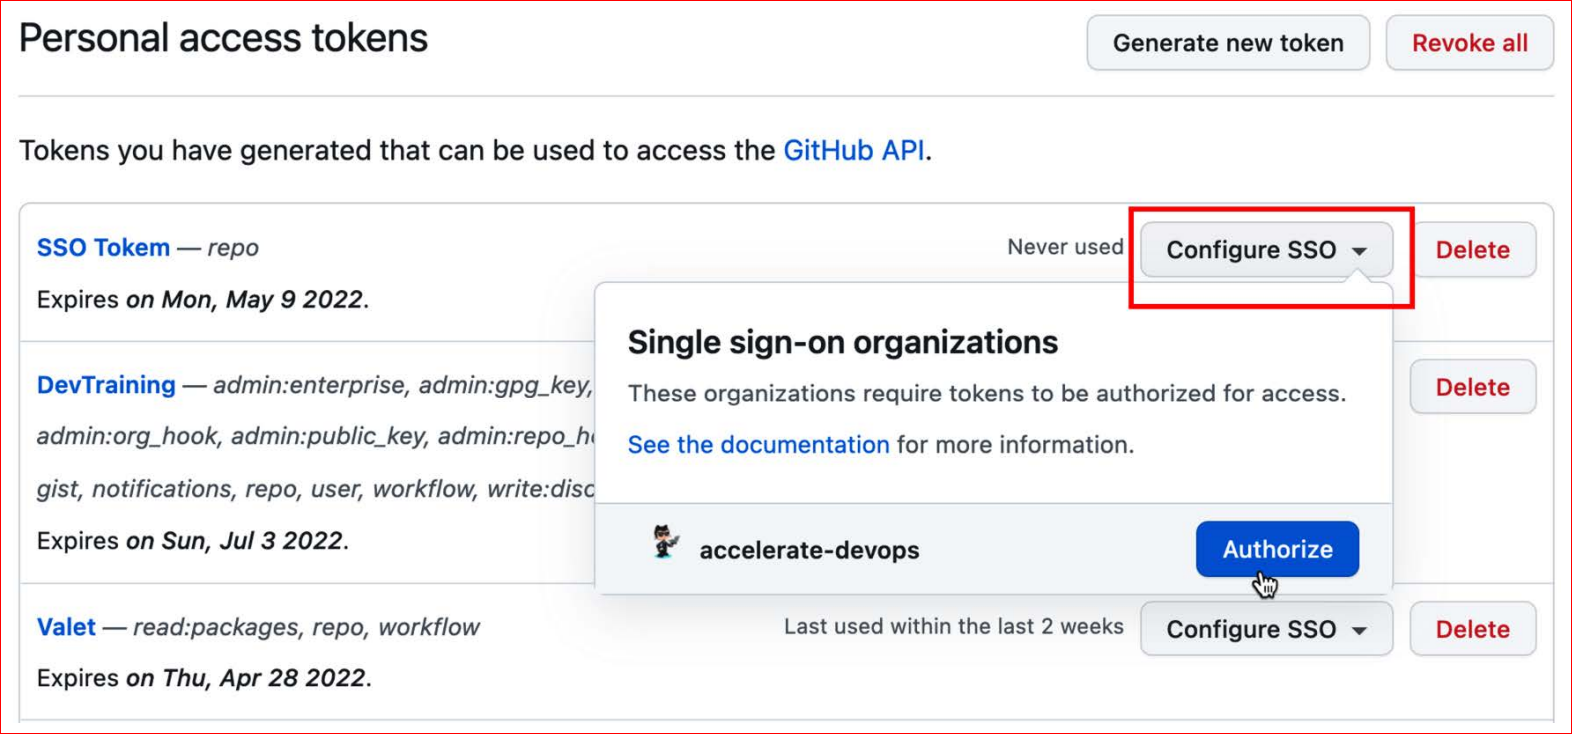 Personal access tokens
Generate new token
Revoke all
Tokens you have generated that can be used to access the GitHub API.
SSO Tokem — repo
Never used
Configure SSO
Delete
Expires on Mon, May 9 2022.
Single sign-on organizations
These organizations require tokens to be authorized for access.
See the documentation for more information.
accelerate-devops
Authorize
DevTraining — admin:enterprise, admin:gpg_key,
Delete
admin:org_hook, admin:public_key, admin:repo_h
gist, notifications, repo, user, workflow, write:disc
Expires on Sun, Jul 3 2022.
Valet — read:packages, repo, workflow
Last used within the last 2 weeks
Configure SSO
Delete
Expires on Thu, Apr 28 2022.